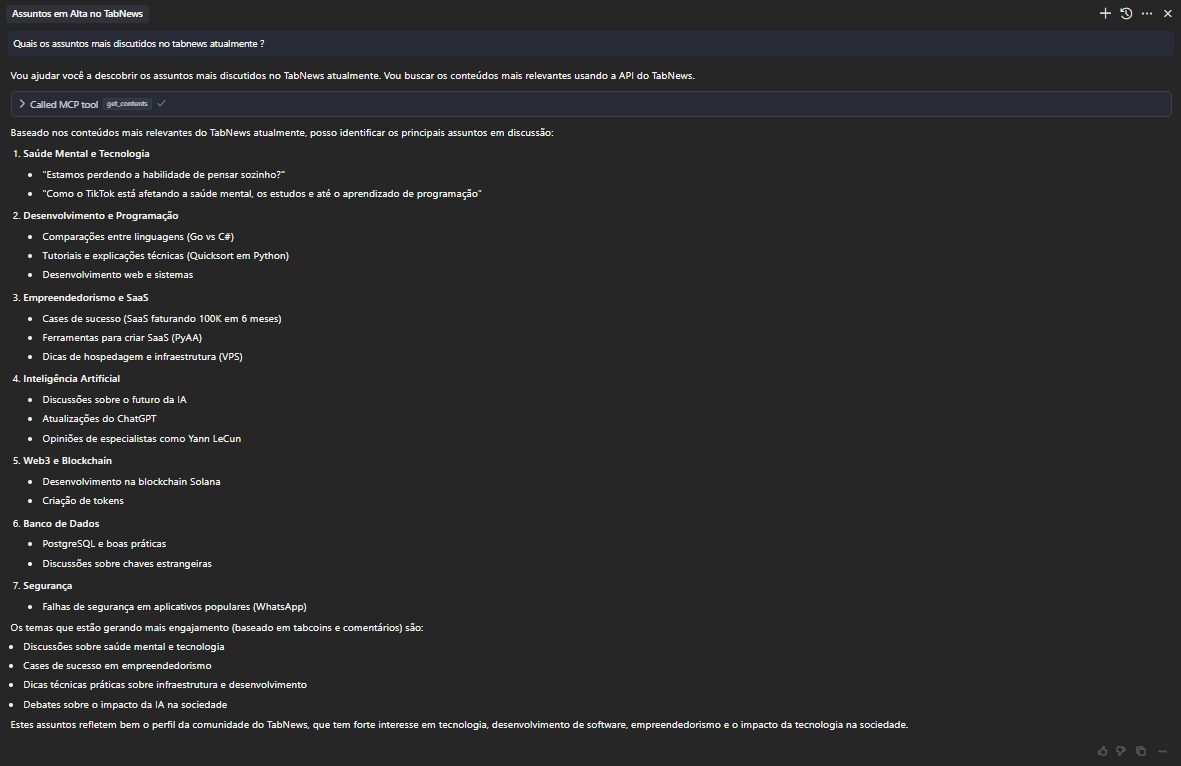 Assuntos em Alta no TabNews
Quais os assuntos mais discutidos no tabnews atualmente ?
Vou ajudar você a descobrir os assuntos mais discutidos no TabNews atualmente. Vou buscar os conteúdos mais relevantes usando a API do TabNews.
Called MCP tool get_contents
Baseado nos conteúdos mais relevantes do TabNews atualmente, posso identificar os principais assuntos em discussão:
1. Saúde Mental e Tecnologia
• "Estamos perdendo a habilidade de pensar sozinho?"
• "Como o TikTok está afetando a saúde mental, os estudos e até o aprendizado de programação"
2. Desenvolvimento e Programação
• Comparações entre linguagens (Go vs C#)
• Tutoriais e explicações técnicas (Quicksort em Python)
• Desenvolvimento web e sistemas
3. Empreendedorismo e SaaS
• Cases de sucesso (SaaS faturando 100K em 6 meses)
• Ferramentas para criar SaaS (PyAA)
• Dicas de hospedagem e infraestrutura (VPS)
4. Inteligência Artificial
• Discussões sobre o futuro da IA
• Atualizações do ChatGPT
• Opiniões de especialistas como Yann LeCun
5. Web3 e Blockchain
• Desenvolvimento na blockchain Solana
• Criação de tokens
6. Banco de Dados
• PostgreSQL e boas práticas
• Discussões sobre chaves estrangeiras
7. Segurança
• Falhas de segurança em aplicativos populares (WhatsApp)
Os temas que estão gerando mais engajamento (baseado em tabcoins e comentários) são:
• Discussões sobre saúde mental e tecnologia
• Cases de sucesso em empreendedorismo
• Dicas técnicas práticas sobre infraestrutura e desenvolvimento
• Debates sobre o impacto da IA na sociedade
Estes assuntos refletem bem o perfil da comunidade do TabNews, que tem forte interesse em tecnologia, desenvolvimento de software, empreendedorismo e o impacto da tecnologia na sociedade.